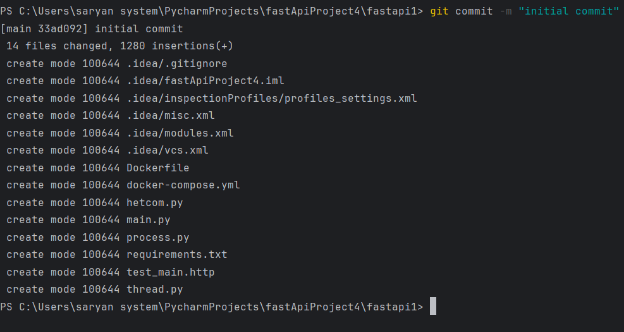 PS C:\Users\saryan system\PycharmProjects\fastApiProject4\fastapi1> git commit -m "initial commit"
[main 33ad092] initial commit
 14 files changed, 1280 insertions(+)
 create mode 100644 .idea/.gitignore
 create mode 100644 .idea/fastApiProject4.iml
 create mode 100644 .idea/inspectionProfiles/profiles_settings.xml
 create mode 100644 .idea/misc.xml
 create mode 100644 .idea/modules.xml
 create mode 100644 .idea/vcs.xml
 create mode 100644 Dockerfile
 create mode 100644 docker-compose.yml
 create mode 100644 hetcom.py
 create mode 100644 main.py
 create mode 100644 process.py
 create mode 100644 requirements.txt
 create mode 100644 test_main.http
 create mode 100644 thread.py
PS C:\Users\saryan system\PycharmProjects\fastApiProject4\fastapi1>